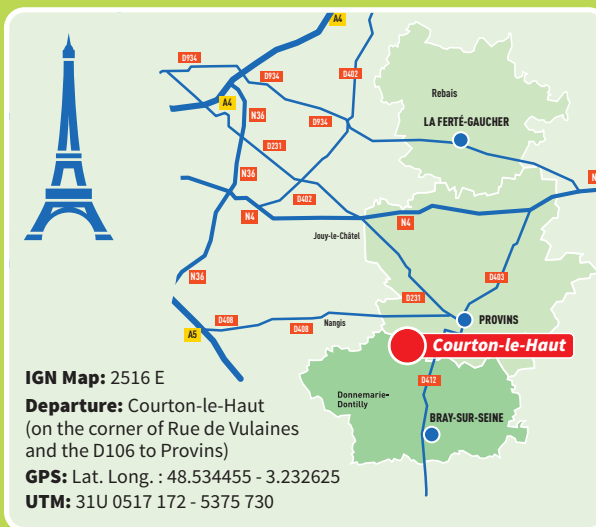 A4
D934
D934
D402
A4
N36
D934
D231
Rebais
LA FERTÉ-GAUCHER
N36
D402
N4
N4
Jouy-le-Châtel
N36
D403
D231
D408
D408
Nangis
PROVINS
A5
Courton-le-Haut
D412
Donnemarie-
Dontilly
BRAY-SUR-SEINE
IGN Map: 2516 E
Departure: Courton-le-Haut
(on the corner of Rue de Vulaines
and the D106 to Provins)
GPS: Lat. Long. : 48.534455 - 3.232625
UTM: 31U 0517 172 - 5375 730